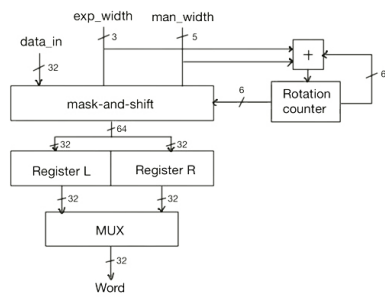 exp_width man_width
data_in
3
5
32
+
6
mask-and-shift
6
Rotation
counter
64
32
32
Register L
Register R
32
32
MUX
32
Word